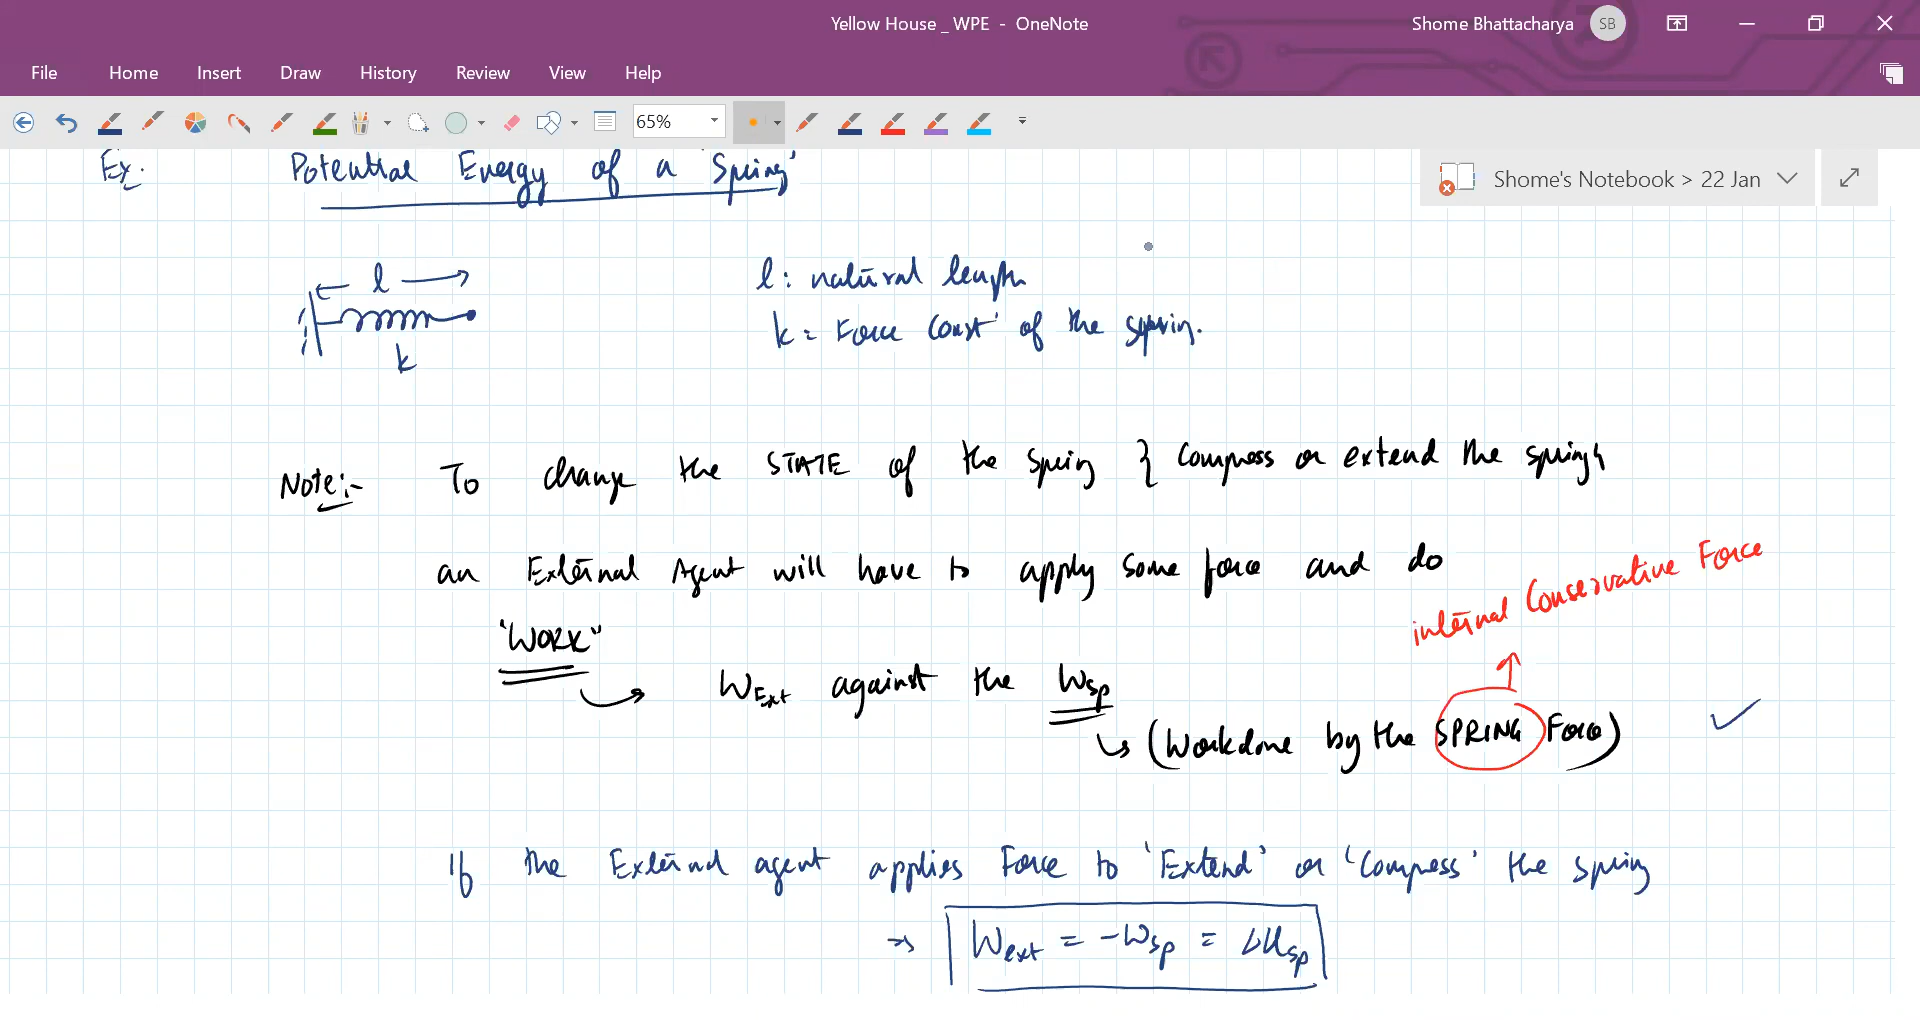 Yellow House _ WPE - OneNote
Shome Bhattacharya SB
File Home Insert Draw History Review View Help
65%
Shome's Notebook > 22 Jan
Ex. Potential Energy of a 'Spring'
l
k
l : natural length
k = Force Const of the spring.
Note:- To change the STATE of the spring } Compress or extend the spring}
an External Agent will have to apply some force and do
internal Conservative Force
"WORK"
WExt against the Wsp
(Workdone by the SPRING Force)
If the External agent applies Force to 'Extend' or 'Compress' the spring
⇒ Wext = -Wsp = ΔUsp